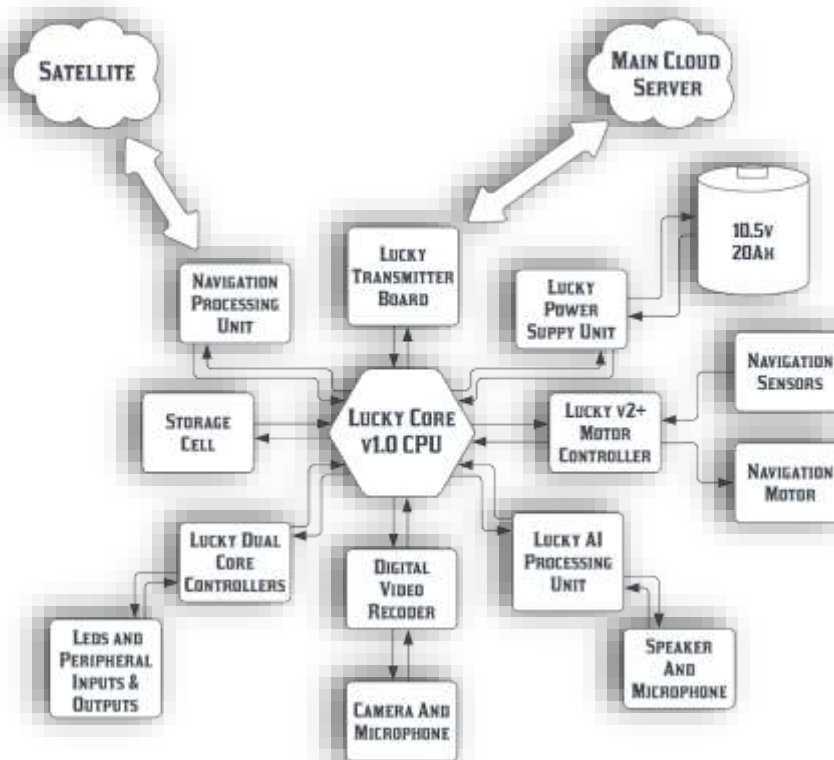 SATELLITE
MAIN CLOUD
SERVER
10.5V
20AH
LUCKY
TRANSMITTER
BOARD
NAVIGATION
PROCESSING
UNIT
LUCKY
POWER
SUPPY UNIT
NAVIGATION
SENSORS
STORAGE
CELL
LUCKY CORE
V1.0 CPU
LUCKY V2+
MOTOR
CONTROLLER
NAVIGATION
MOTOR
LUCKY DUAL
CORE
CONTROLLERS
DIGITAL
VIDEO
RECODER
LUCKY AI
PROCESSING
UNIT
LEDS AND
PERIPHERAL
INPUTS &
OUTPUTS
CAMERA AND
MICROPHONE
SPEAKER
AND
MICROPHONE